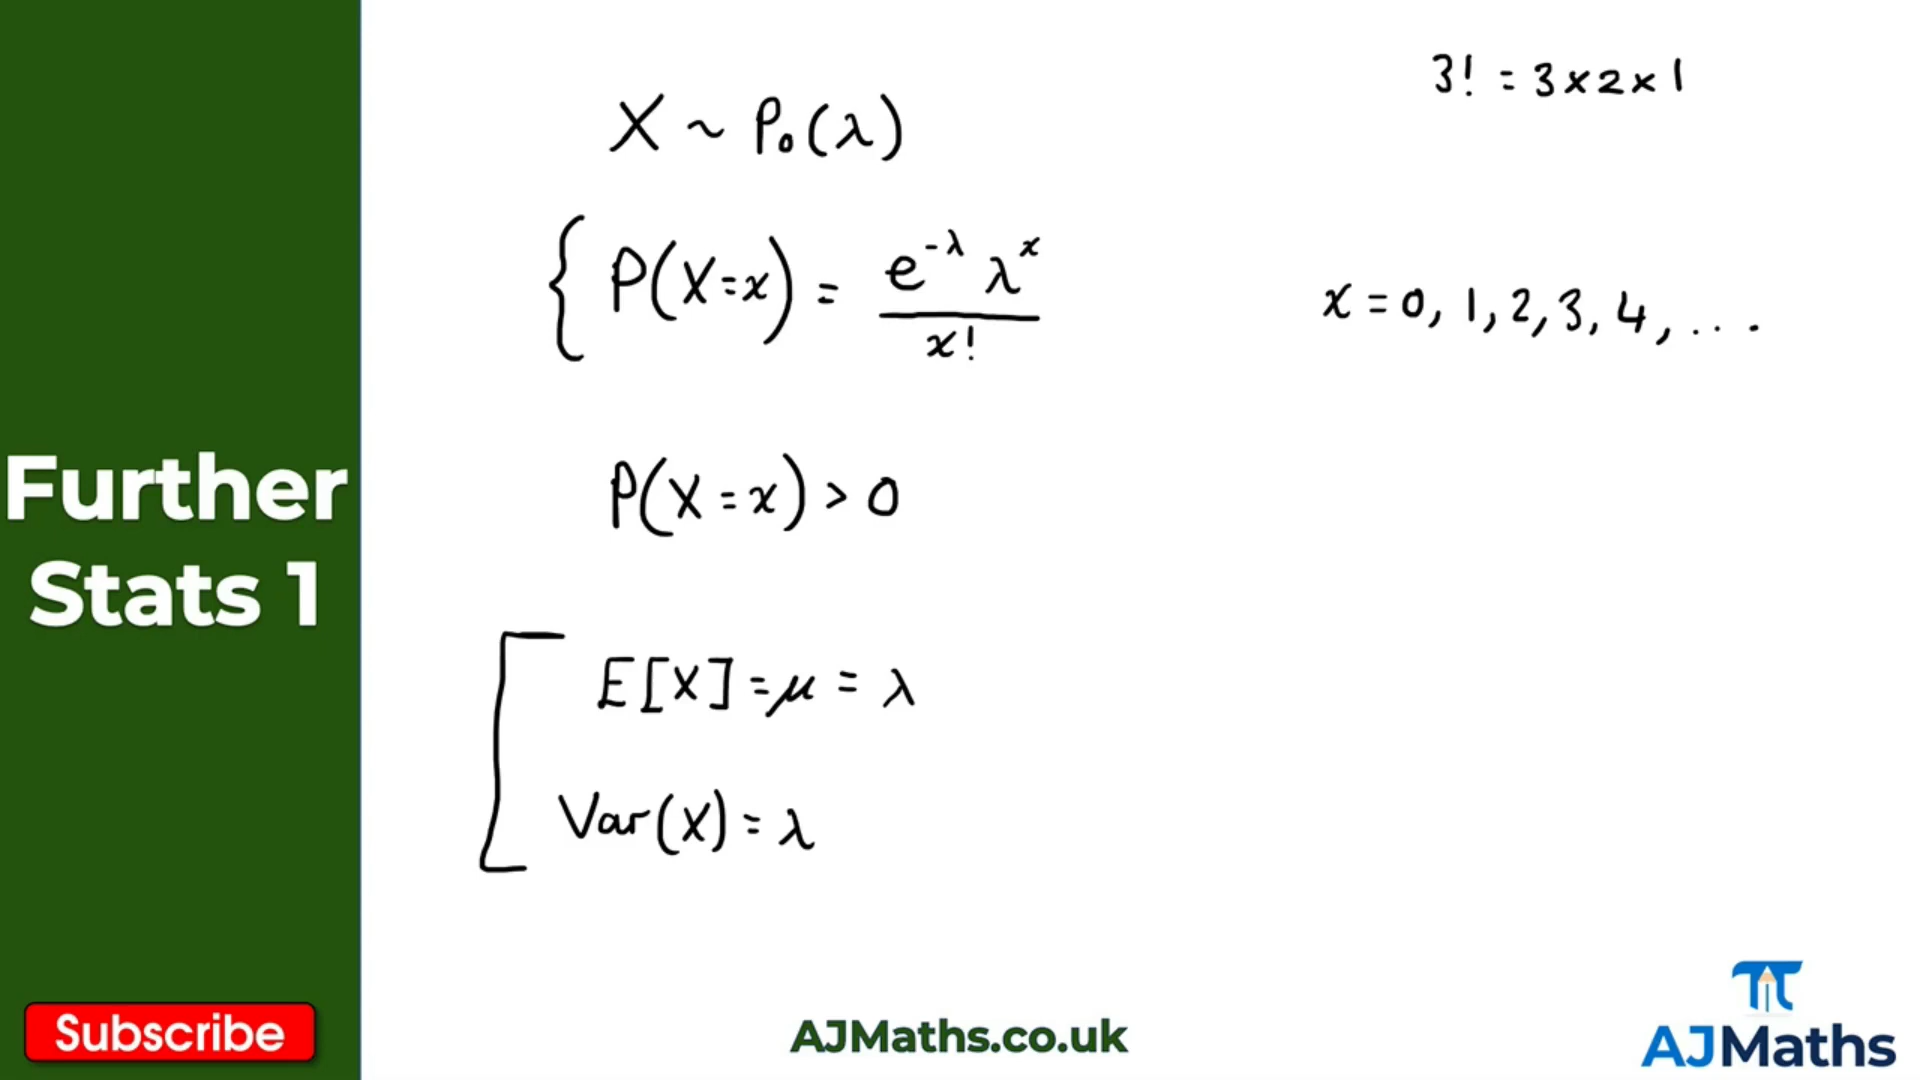 3! = 3 x 2 x 1
X ~ Po(λ)
P(X=x) = e^-λ λ^x / x!
x = 0, 1, 2, 3, 4, ...
P(X=x) > 0
Further
Stats 1
E[X] = μ = λ
Var(X) = λ
Subscribe
AJMaths.co.uk
AJMaths